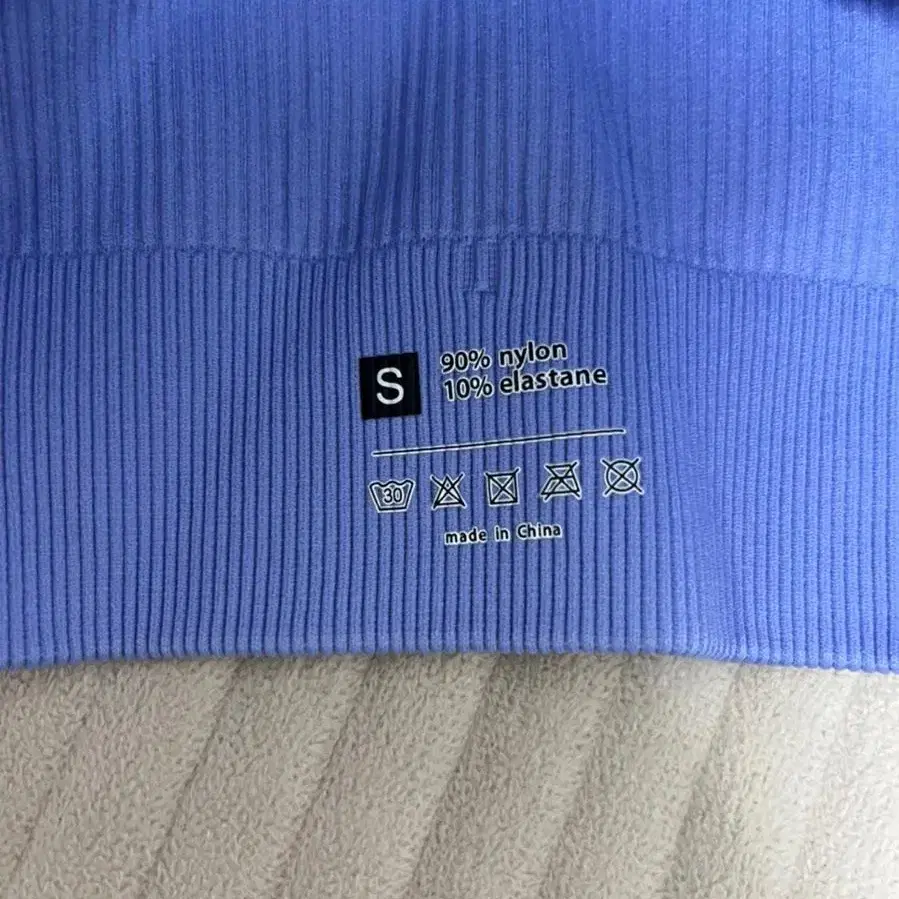 S
90% nylon
10% elastane
30
made in China